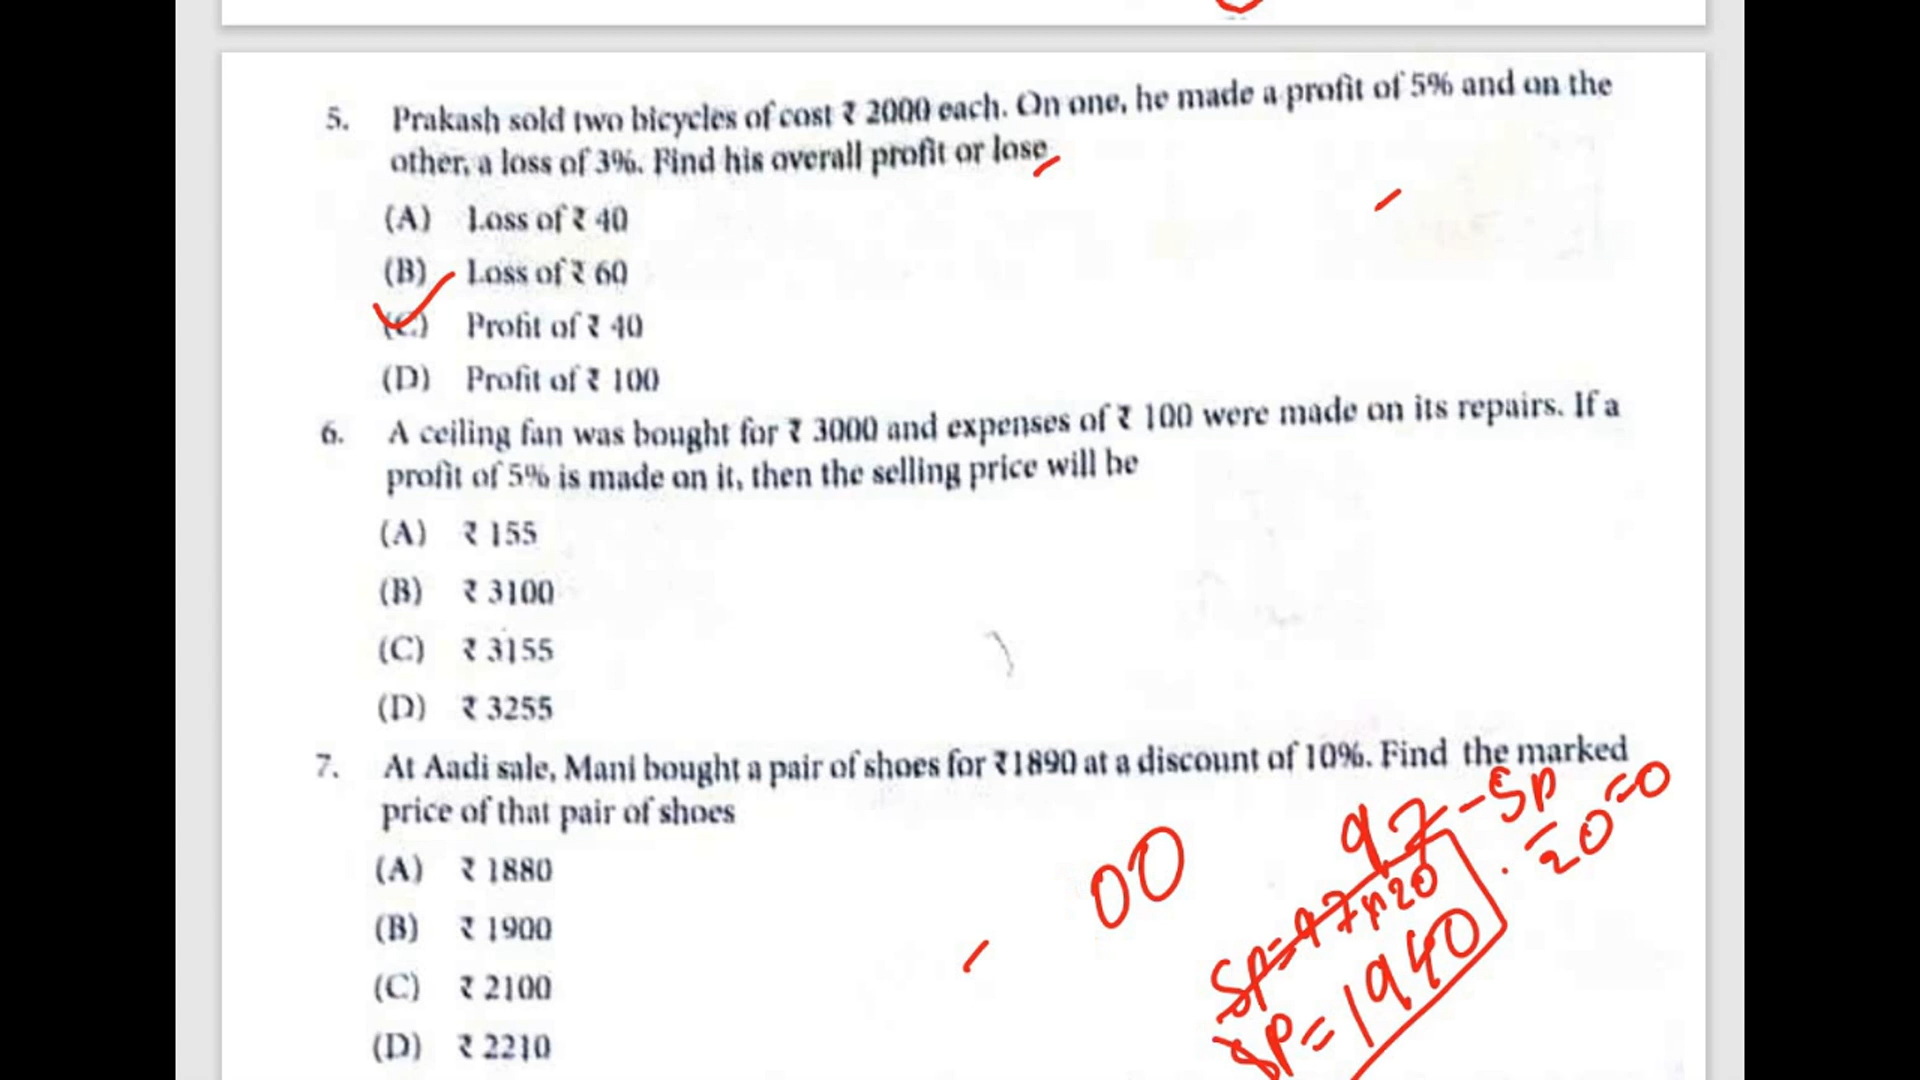 5. Prakash sold two bicycles of cost ₹ 2000 each. On one, he made a profit of 5% and on the
other, a loss of 3%. Find his overall profit or lose
(A) Loss of ₹ 40
(B) Loss of ₹ 60
(C) Profit of ₹ 40
(D) Profit of ₹ 100
6. A ceiling fan was bought for ₹ 3000 and expenses of ₹ 100 were made on its repairs. If a
profit of 5% is made on it, then the selling price will be
(A) ₹ 155
(B) ₹ 3100
(C) ₹ 3155
(D) ₹ 3255
7. At Aadi sale, Mani bought a pair of shoes for ₹1890 at a discount of 10%. Find the marked
price of that pair of shoes
(A) ₹ 1880
(B) ₹ 1900
(C) ₹ 2100
(D) ₹ 2210
00
97 - SP
20 = 0
SP = 97x20
SP = 1940